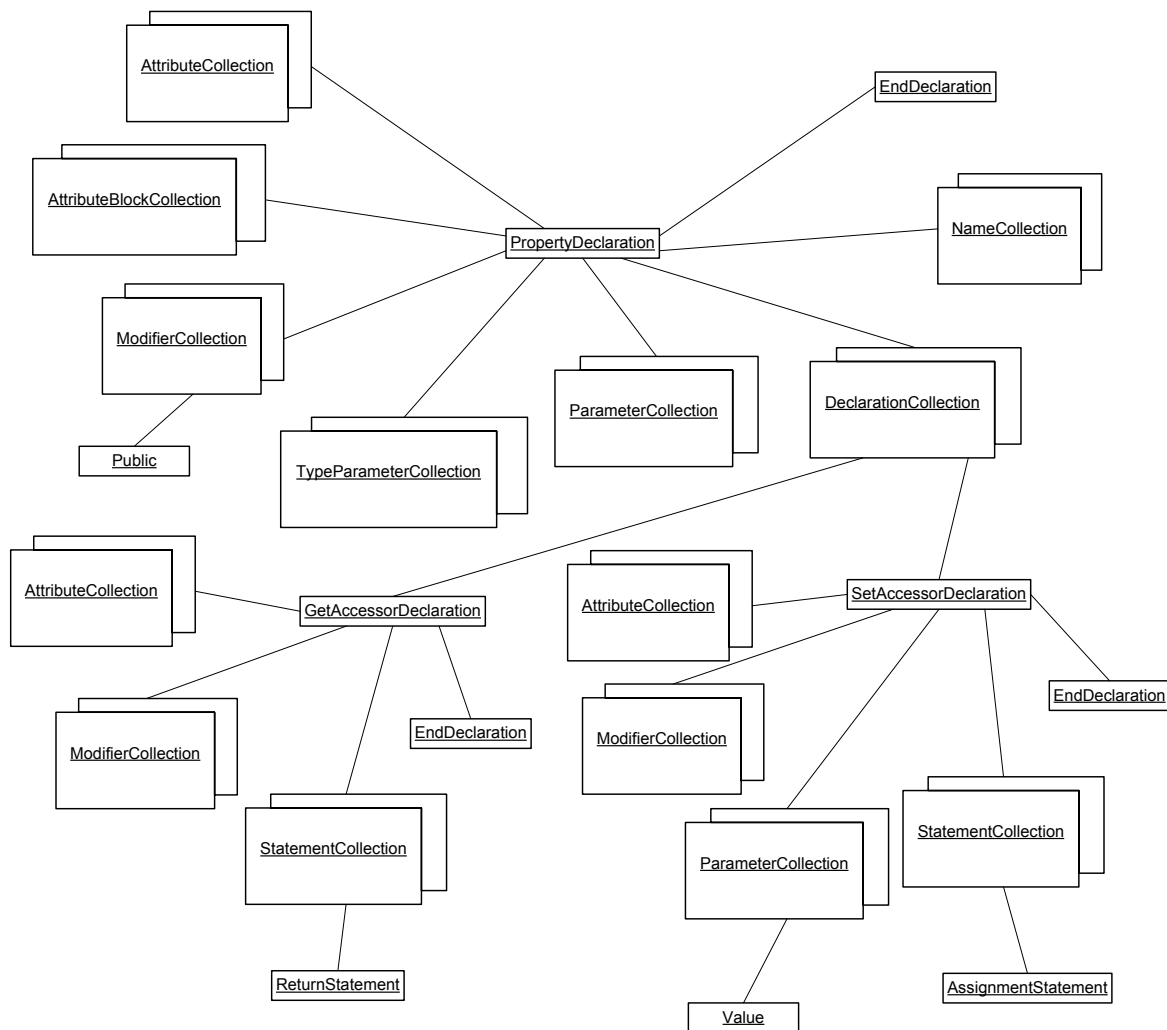 AttributeCollection
EndDeclaration
AttributeBlockCollection
NameCollection
PropertyDeclaration
ModifierCollection
ParameterCollection
DeclarationCollection
Public
TypeParameterCollection
AttributeCollection
GetAccessorDeclaration
AttributeCollection
SetAccessorDeclaration
EndDeclaration
ModifierCollection
EndDeclaration
ModifierCollection
StatementCollection
StatementCollection
ParameterCollection
ReturnStatement
AssignmentStatement
Value